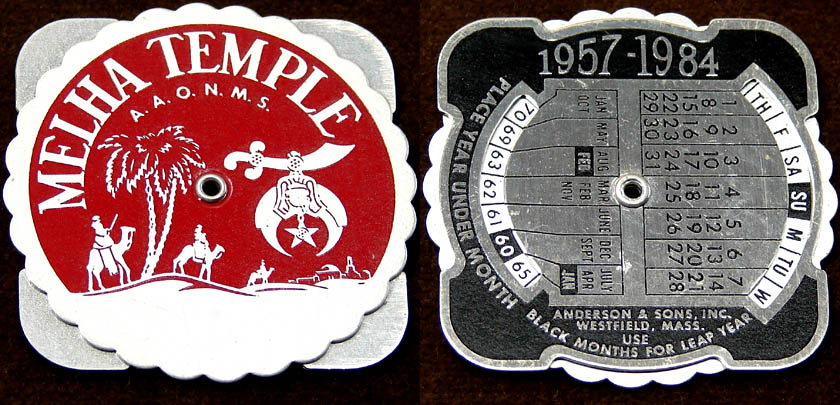 MELHA TEMPLE
A. A. O. N. M. S.
1957-1984
TH F SA SU M TU W
1 2 3 4 5 6 7
8 9 10 11 12 13 14
15 16 17 18 19 20 21
22 23 24 25 26 27 28
29 30 31
JAN MAY AUG MAR JUNE DEC JULY
OCT FEB FEB SEPT APR
NOV JAN
70 69 63 62 61 60 65
PLACE YEAR UNDER MONTH
ANDERSON & SONS, INC.
WESTFIELD, MASS.
USE
BLACK MONTHS FOR LEAP YEAR